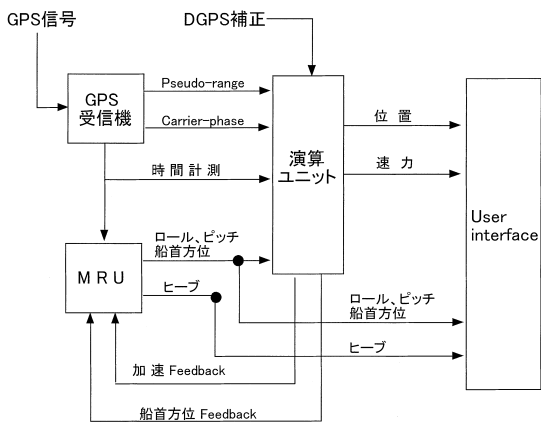 GPS信号
DGPS補正
GPS
受信機
Pseudo-range
Carrier-phase
時間計測
演算
ユニット
位置
速力
User
interface
MRU
ロール、ピッチ
船首方位
ヒーブ
ロール、ピッチ
船首方位
ヒーブ
加速 Feedback
船首方位 Feedback